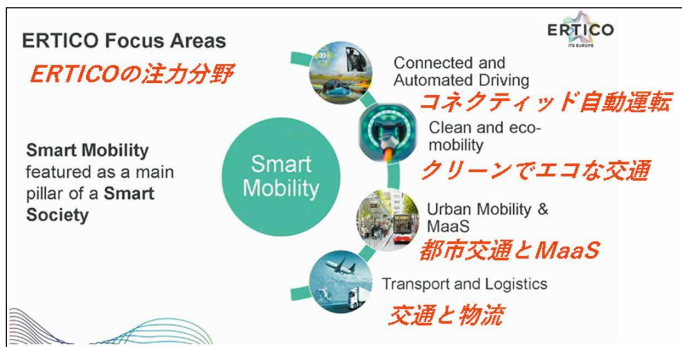 ERTICO
ITS EUROPE
ERTICO Focus Areas
ERTICOの注力分野
Connected and
Automated Driving
コネクティッド自動運転
Clean and eco-
mobility
クリーンでエコな交通
Smart Mobility
featured as a main
pillar of a Smart
Society
Smart
Mobility
Urban Mobility &
MaaS
都市交通とMaaS
Transport and Logistics
交通と物流